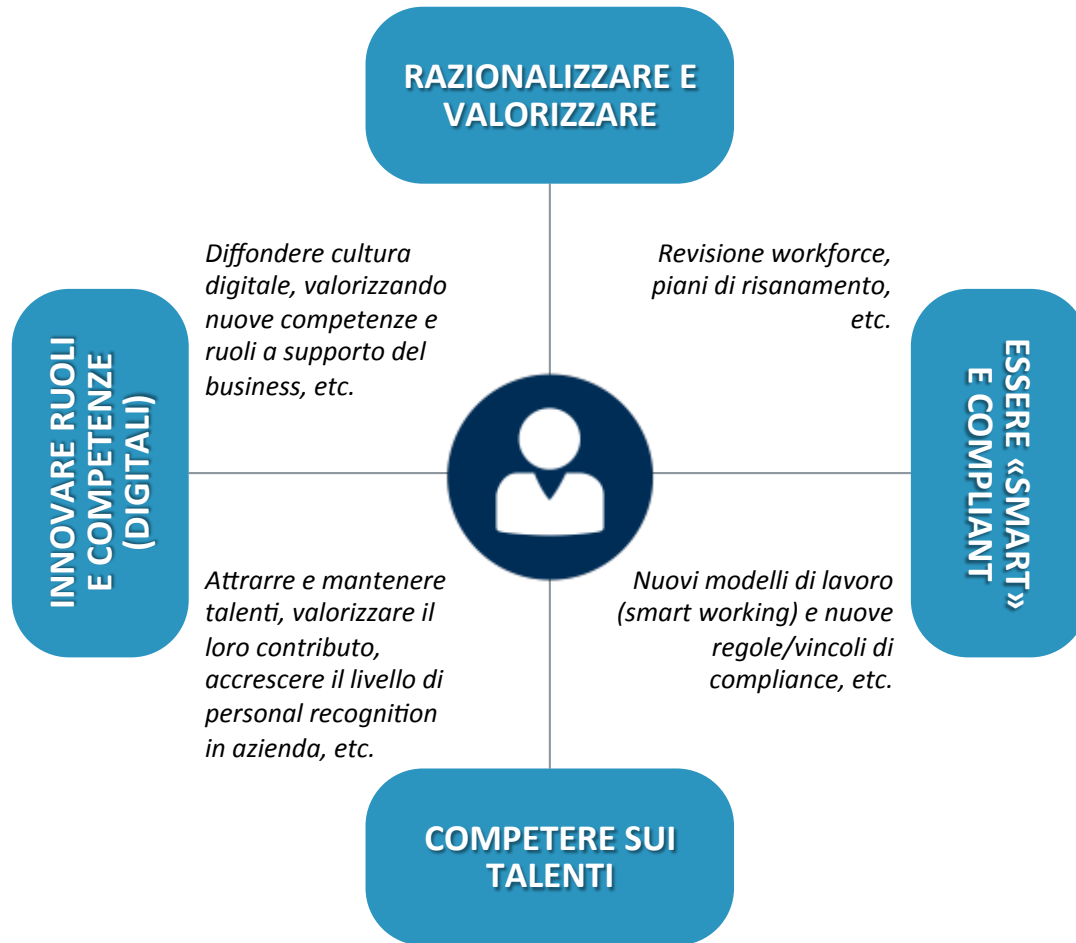 RAZIONALIZZARE E
VALORIZZARE
Diffondere cultura
digitale, valorizzando
nuove competenze e
ruoli a supporto del
business, etc.
Revisione workforce,
piani di risanamento,
etc.
INNOVARE RUOLI
E COMPETENZE
(DIGITALI)
ESSERE «SMART»
E COMPLIANT
Attrarre e mantenere
talenti, valorizzare il
loro contributo,
accrescere il livello di
personal recognition
in azienda, etc.
Nuovi modelli di lavoro
(smart working) e nuove
regole/vincoli di
compliance, etc.
COMPETERE SUI
TALENTI